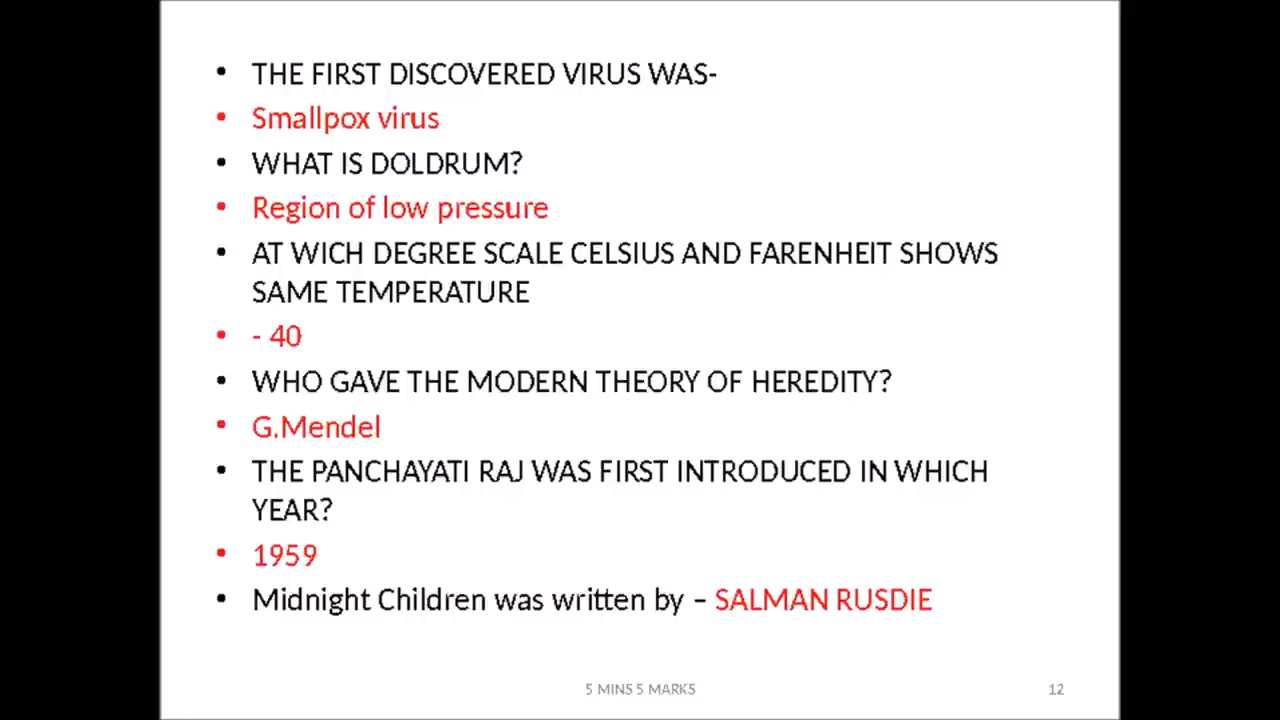 • THE FIRST DISCOVERED VIRUS WAS-
• Smallpox virus
• WHAT IS DOLDRUM?
• Region of low pressure
• AT WICH DEGREE SCALE CELSIUS AND FARENHEIT SHOWS
SAME TEMPERATURE
• - 40
• WHO GAVE THE MODERN THEORY OF HEREDITY?
• G.Mendel
• THE PANCHAYATI RAJ WAS FIRST INTRODUCED IN WHICH
YEAR?
• 1959
• Midnight Children was written by – SALMAN RUSDIE
5 MINS 5 MARKS 12